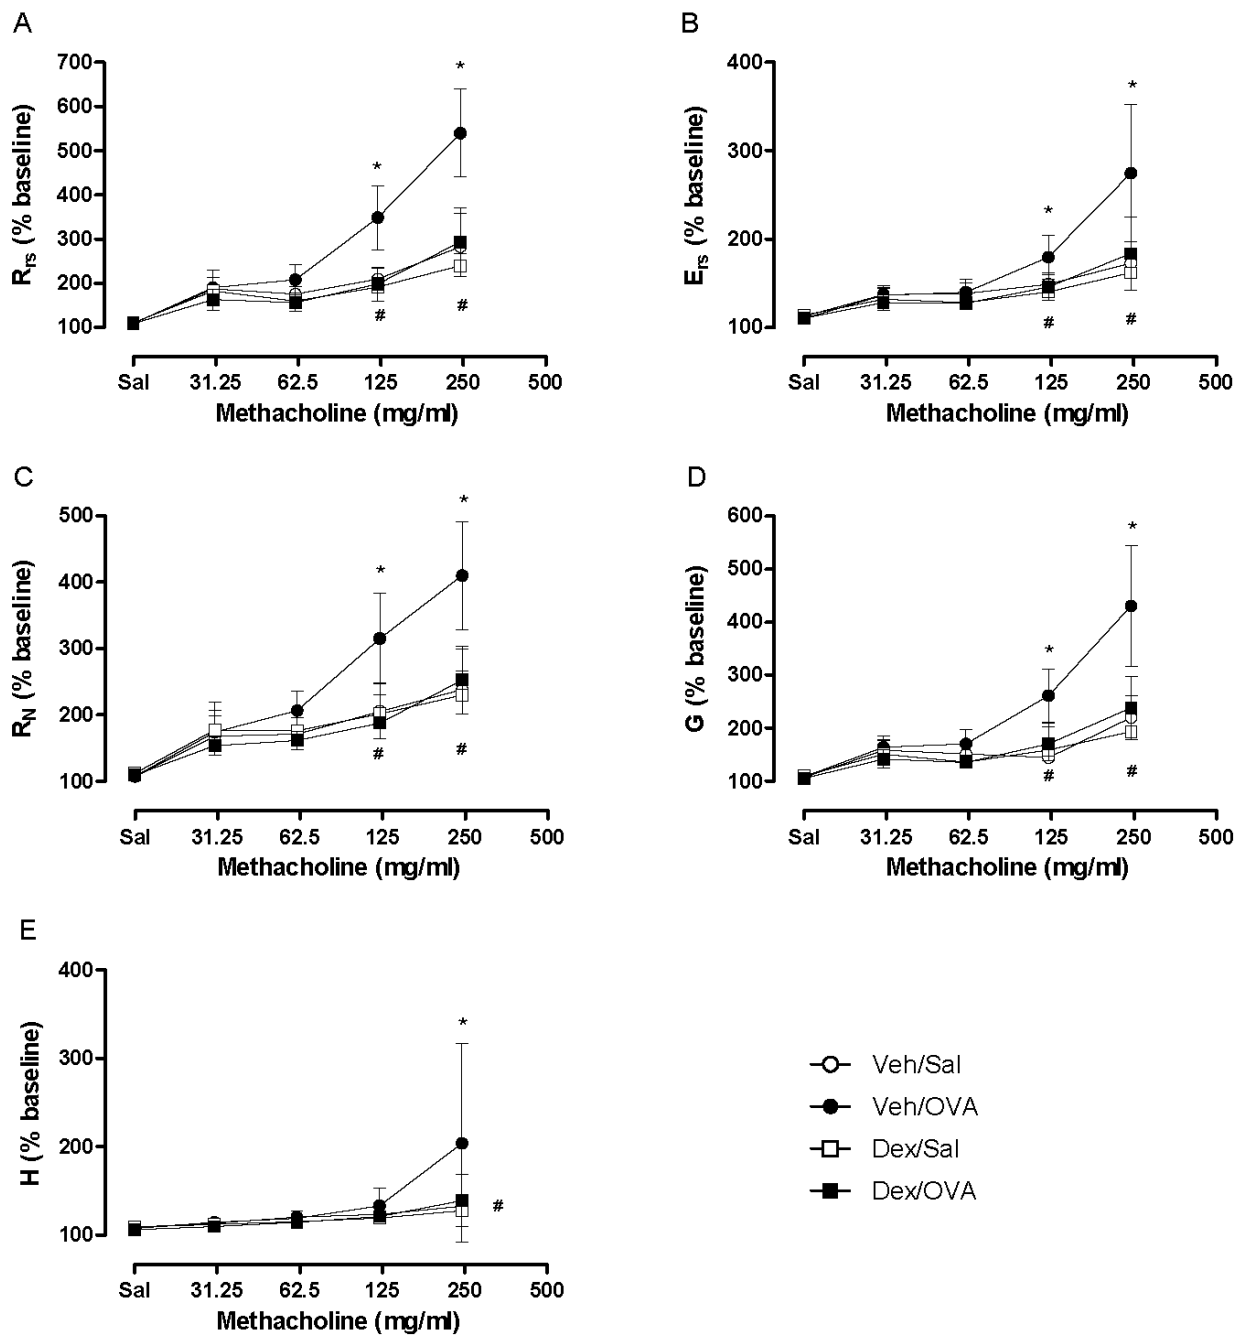 A
R_rs (% baseline)
700
600
500
400
300
200
100
*
*
#
#
Sal 31.25 62.5 125 250 500
Methacholine (mg/ml)
B
E_rs (% baseline)
400
300
200
100
*
*
#
#
Sal 31.25 62.5 125 250 500
Methacholine (mg/ml)
C
R_N (% baseline)
500
400
300
200
100
*
*
#
#
Sal 31.25 62.5 125 250 500
Methacholine (mg/ml)
D
G (% baseline)
600
500
400
300
200
100
*
*
#
#
Sal 31.25 62.5 125 250 500
Methacholine (mg/ml)
E
H (% baseline)
400
300
200
100
*
#
Sal 31.25 62.5 125 250 500
Methacholine (mg/ml)
Veh/Sal
Veh/OVA
Dex/Sal
Dex/OVA